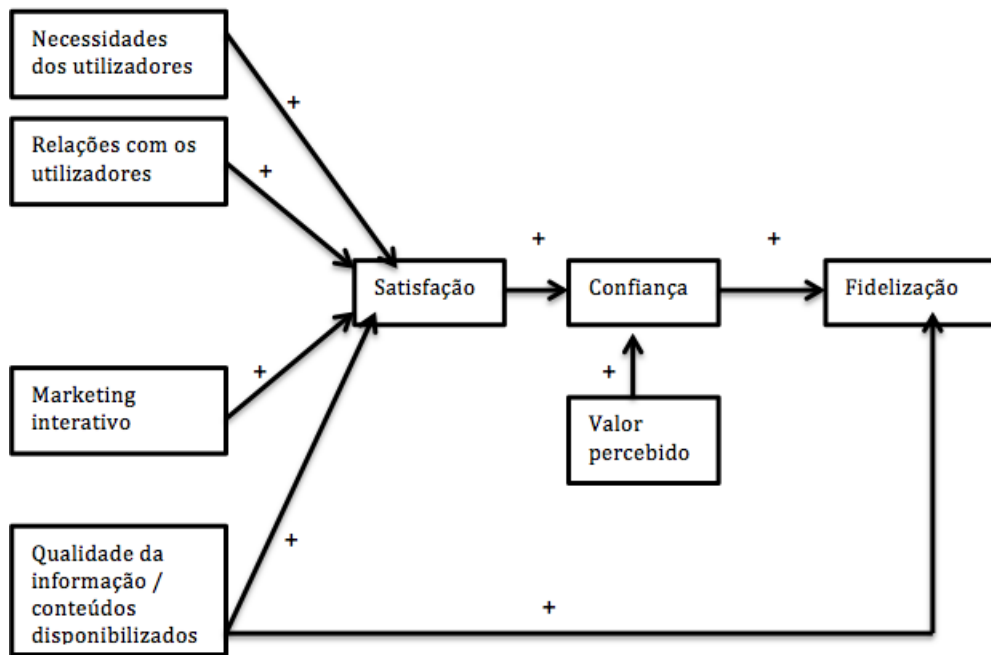 Necessidades
dos utilizadores
+
Relações com os
utilizadores
+
+
+
Satisfação
Confiança
Fidelização
+
+
Marketing
interativo
Valor
percebido
Qualidade da
informação /
conteúdos
disponibilizados
+
+